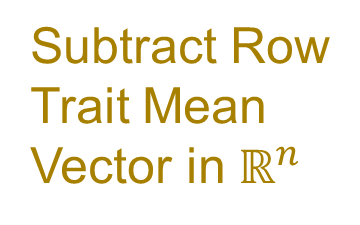 Subtract Row
Trait Mean
Vector in ℝⁿ